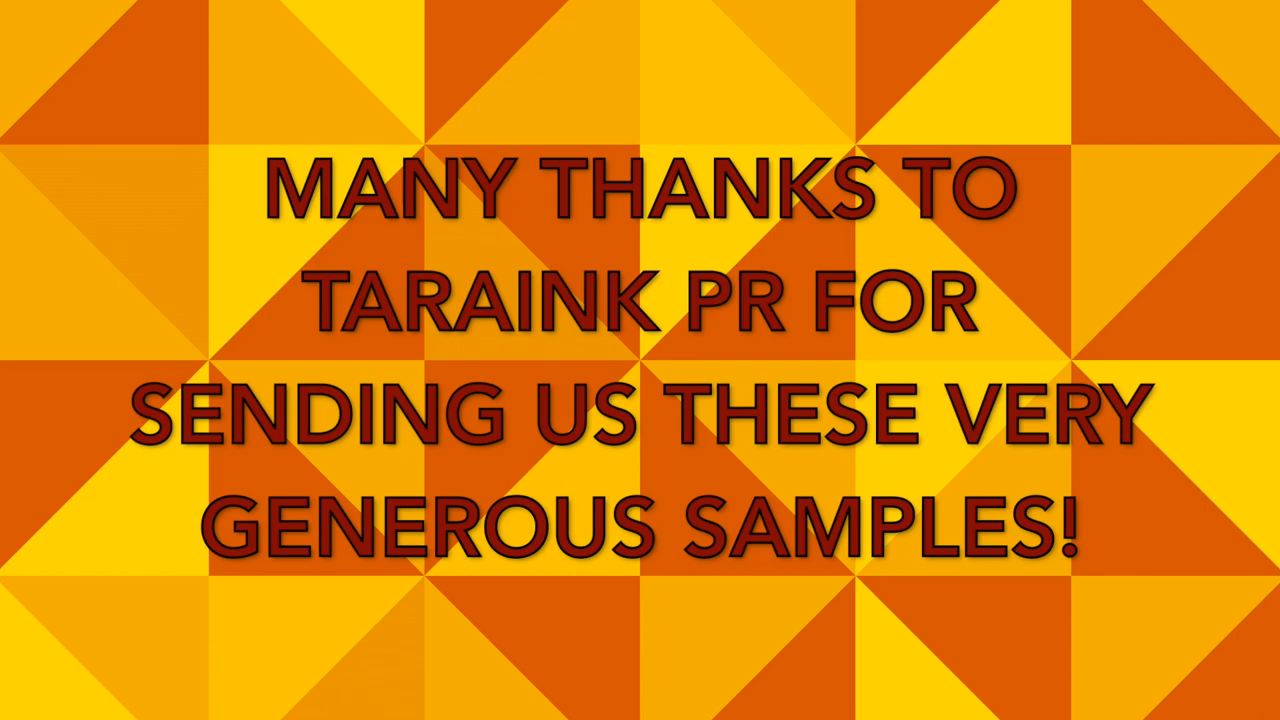 MANY THANKS TO
TARAINK PR FOR
SENDING US THESE VERY
GENEROUS SAMPLES!